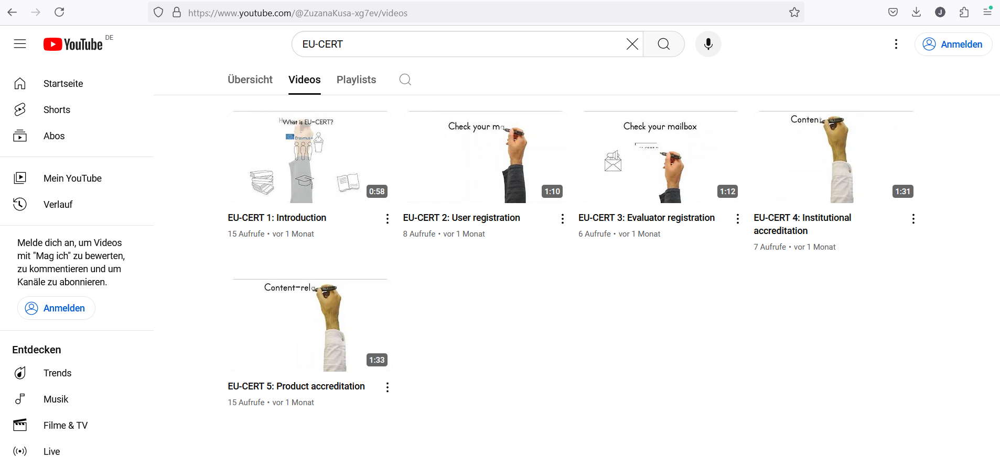 https://www.youtube.com/@ZuzanaKusa-xg7ev/videos
J
YouTube DE
EU-CERT
Anmelden
Startseite
Shorts
Abos
Mein YouTube
Verlauf
Melde dich an, um Videos
mit "Mag ich" zu bewerten,
zu kommentieren und um
Kanäle zu abonnieren.
Anmelden
Entdecken
Trends
Musik
Filme & TV
Live
Übersicht Videos Playlists
What is EU-CERT?
Erasmus+
0:58
EU-CERT 1: Introduction
15 Aufrufe • vor 1 Monat
Check your ma
1:10
EU-CERT 2: User registration
8 Aufrufe • vor 1 Monat
Check your mailbox
1:12
EU-CERT 3: Evaluator registration
6 Aufrufe • vor 1 Monat
Content
1:31
EU-CERT 4: Institutional
accreditation
7 Aufrufe • vor 1 Monat
Content-rela
1:33
EU-CERT 5: Product accreditation
15 Aufrufe • vor 1 Monat